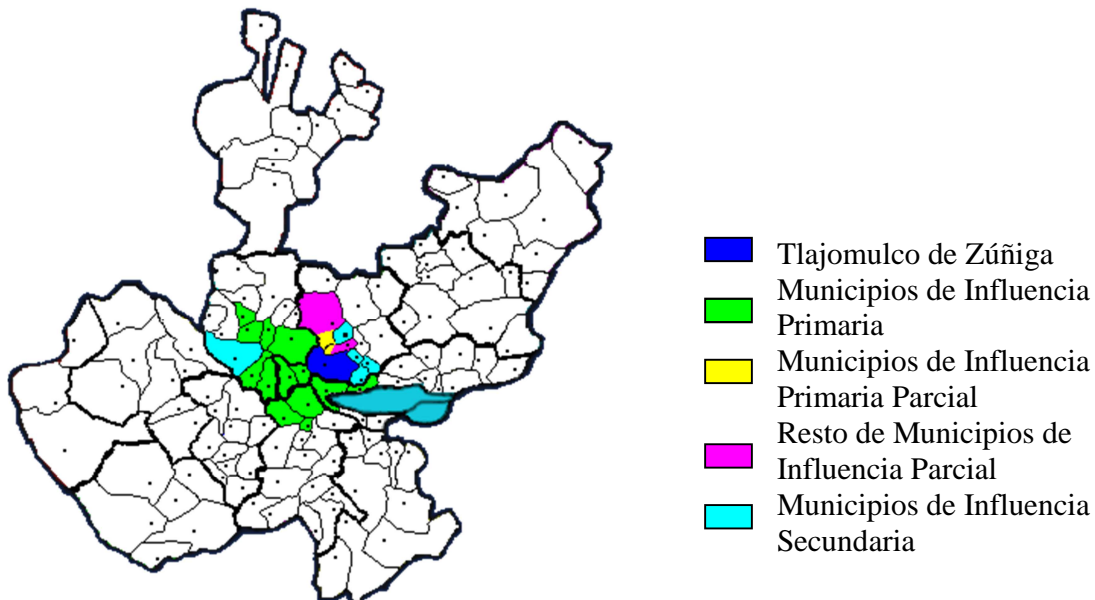 Tlajomulco de Zúñiga
Municipios de Influencia
Primaria
Municipios de Influencia
Primaria Parcial
Resto de Municipios de
Influencia Parcial
Municipios de Influencia
Secundaria